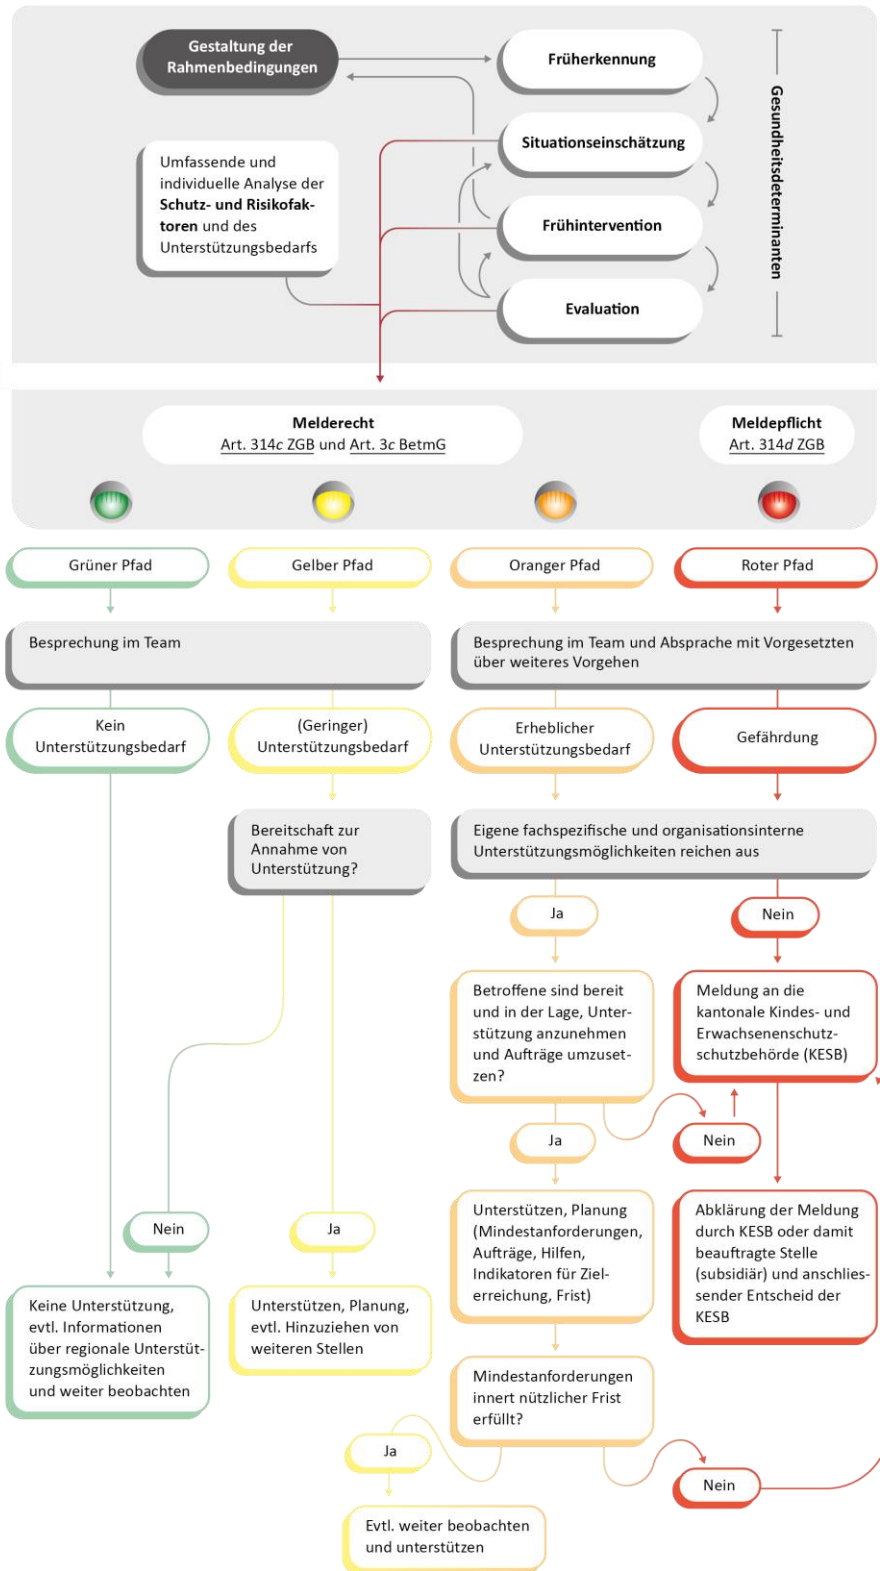 Gestaltung der
Rahmenbedingungen
Früherkennung
Situationseinschätzung
Umfassende und
individuelle Analyse der
Schutz- und Risikofak-
toren und des
Unterstützungsbedarfs
Frühintervention
Evaluation
Gesundheitsdeterminanten
Melderecht
Art. 314c ZGB und Art. 3c BetmG
Meldepflicht
Art. 314d ZGB
Grüner Pfad
Gelber Pfad
Oranger Pfad
Roter Pfad
Besprechung im Team
Besprechung im Team und Absprache mit Vorgesetzten
über weiteres Vorgehen
Kein
Unterstützungsbedarf
(Geringer)
Unterstützungsbedarf
Erheblicher
Unterstützungsbedarf
Gefährdung
Bereitschaft zur
Annahme von
Unterstützung?
Eigene fachspezifische und organisationsinterne
Unterstützungsmöglichkeiten reichen aus
Ja
Nein
Betroffene sind bereit
und in der Lage, Unter-
stützung anzunehmen
und Aufträge umzuset-
zen?
Meldung an die
kantonale Kindes- und
Erwachsenenschutz-
schutzbehörde (KESB)
Ja
Nein
Nein
Ja
Unterstützen, Planung
(Mindestanforderungen,
Aufträge, Hilfen,
Indikatoren für Ziel-
erreichung, Frist)
Abklärung der Meldung
durch KESB oder damit
beauftragte Stelle
(subsidiär) und anschlies-
sender Entscheid der
KESB
Keine Unterstützung,
evtl. Informationen
über regionale Unterstüt-
zungsmöglichkeiten
und weiter beobachten
Unterstützen, Planung,
evtl. Hinzuziehen von
weiteren Stellen
Mindestanforderungen
innert nützlicher Frist
erfüllt?
Ja
Nein
Evtl. weiter beobachten
und unterstützen